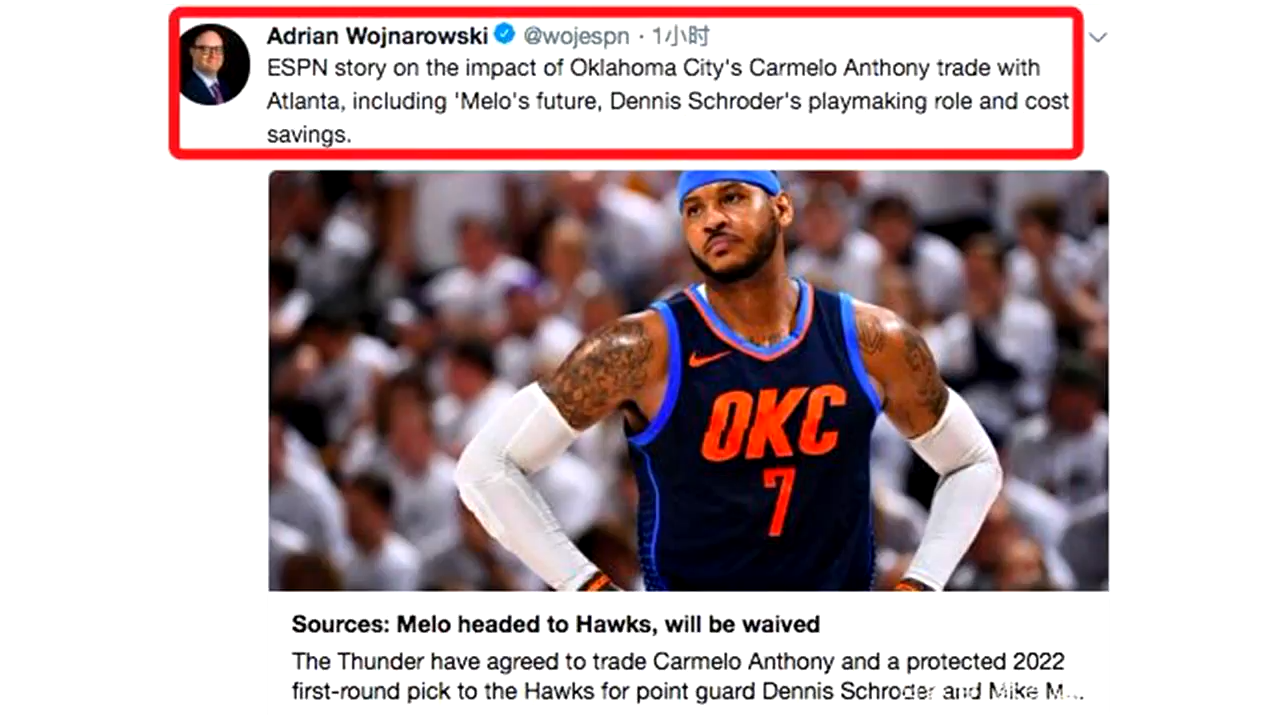 Adrian Wojnarowski @wojespn · 1小时
ESPN story on the impact of Oklahoma City's Carmelo Anthony trade with
Atlanta, including 'Melo's future, Dennis Schroder's playmaking role and cost
savings.
OKC
7
Sources: Melo headed to Hawks, will be waived
The Thunder have agreed to trade Carmelo Anthony and a protected 2022
first-round pick to the Hawks for point guard Dennis Schroder and Mike M...